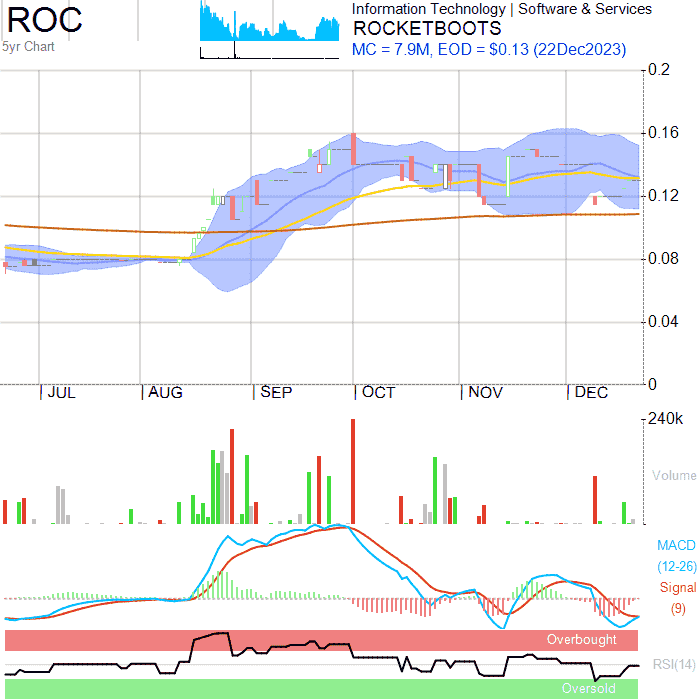 ROC
5yr Chart
Information Technology | Software & Services
ROCKETBOOTS
MC = 7.9M, EOD = $0.13 (22Dec2023)
0.2
0.16
0.12
0.08
0.04
0
JUL AUG SEP OCT NOV DEC
240k
Volume
MACD
(12-26)
Signal
(9)
Overbought
RSI(14)
Oversold